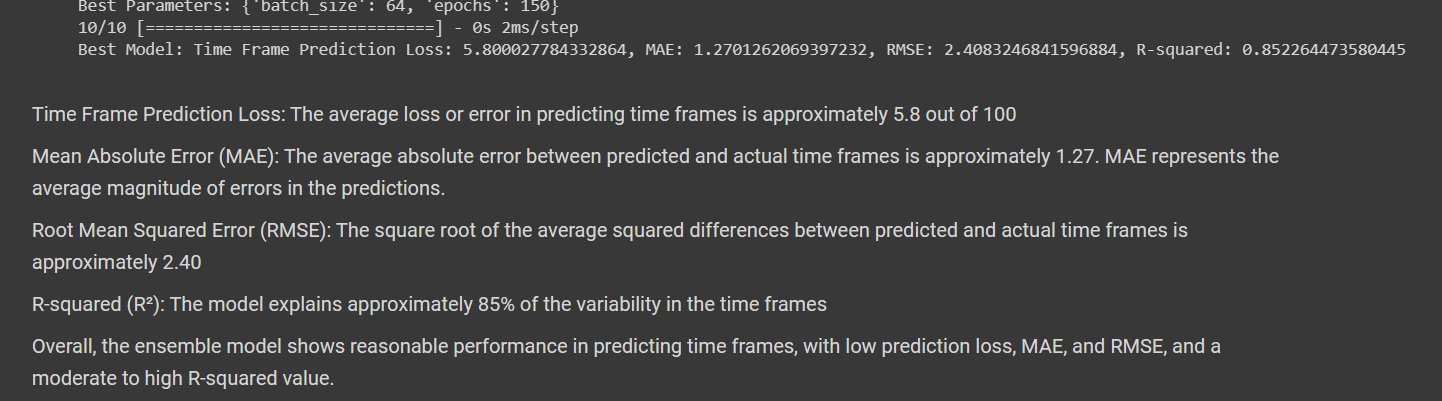 Best Parameters: {'batch_size': 64, 'epochs': 150}
10/10 [==============================] - 0s 2ms/step
Best Model: Time Frame Prediction Loss: 5.800027784332864, MAE: 1.2701262069397232, RMSE: 2.4083246841596884, R-squared: 0.852264473580445
Time Frame Prediction Loss: The average loss or error in predicting time frames is approximately 5.8 out of 100
Mean Absolute Error (MAE): The average absolute error between predicted and actual time frames is approximately 1.27. MAE represents the
average magnitude of errors in the predictions.
Root Mean Squared Error (RMSE): The square root of the average squared differences between predicted and actual time frames is
approximately 2.40
R-squared (R²): The model explains approximately 85% of the variability in the time frames
Overall, the ensemble model shows reasonable performance in predicting time frames, with low prediction loss, MAE, and RMSE, and a
moderate to high R-squared value.